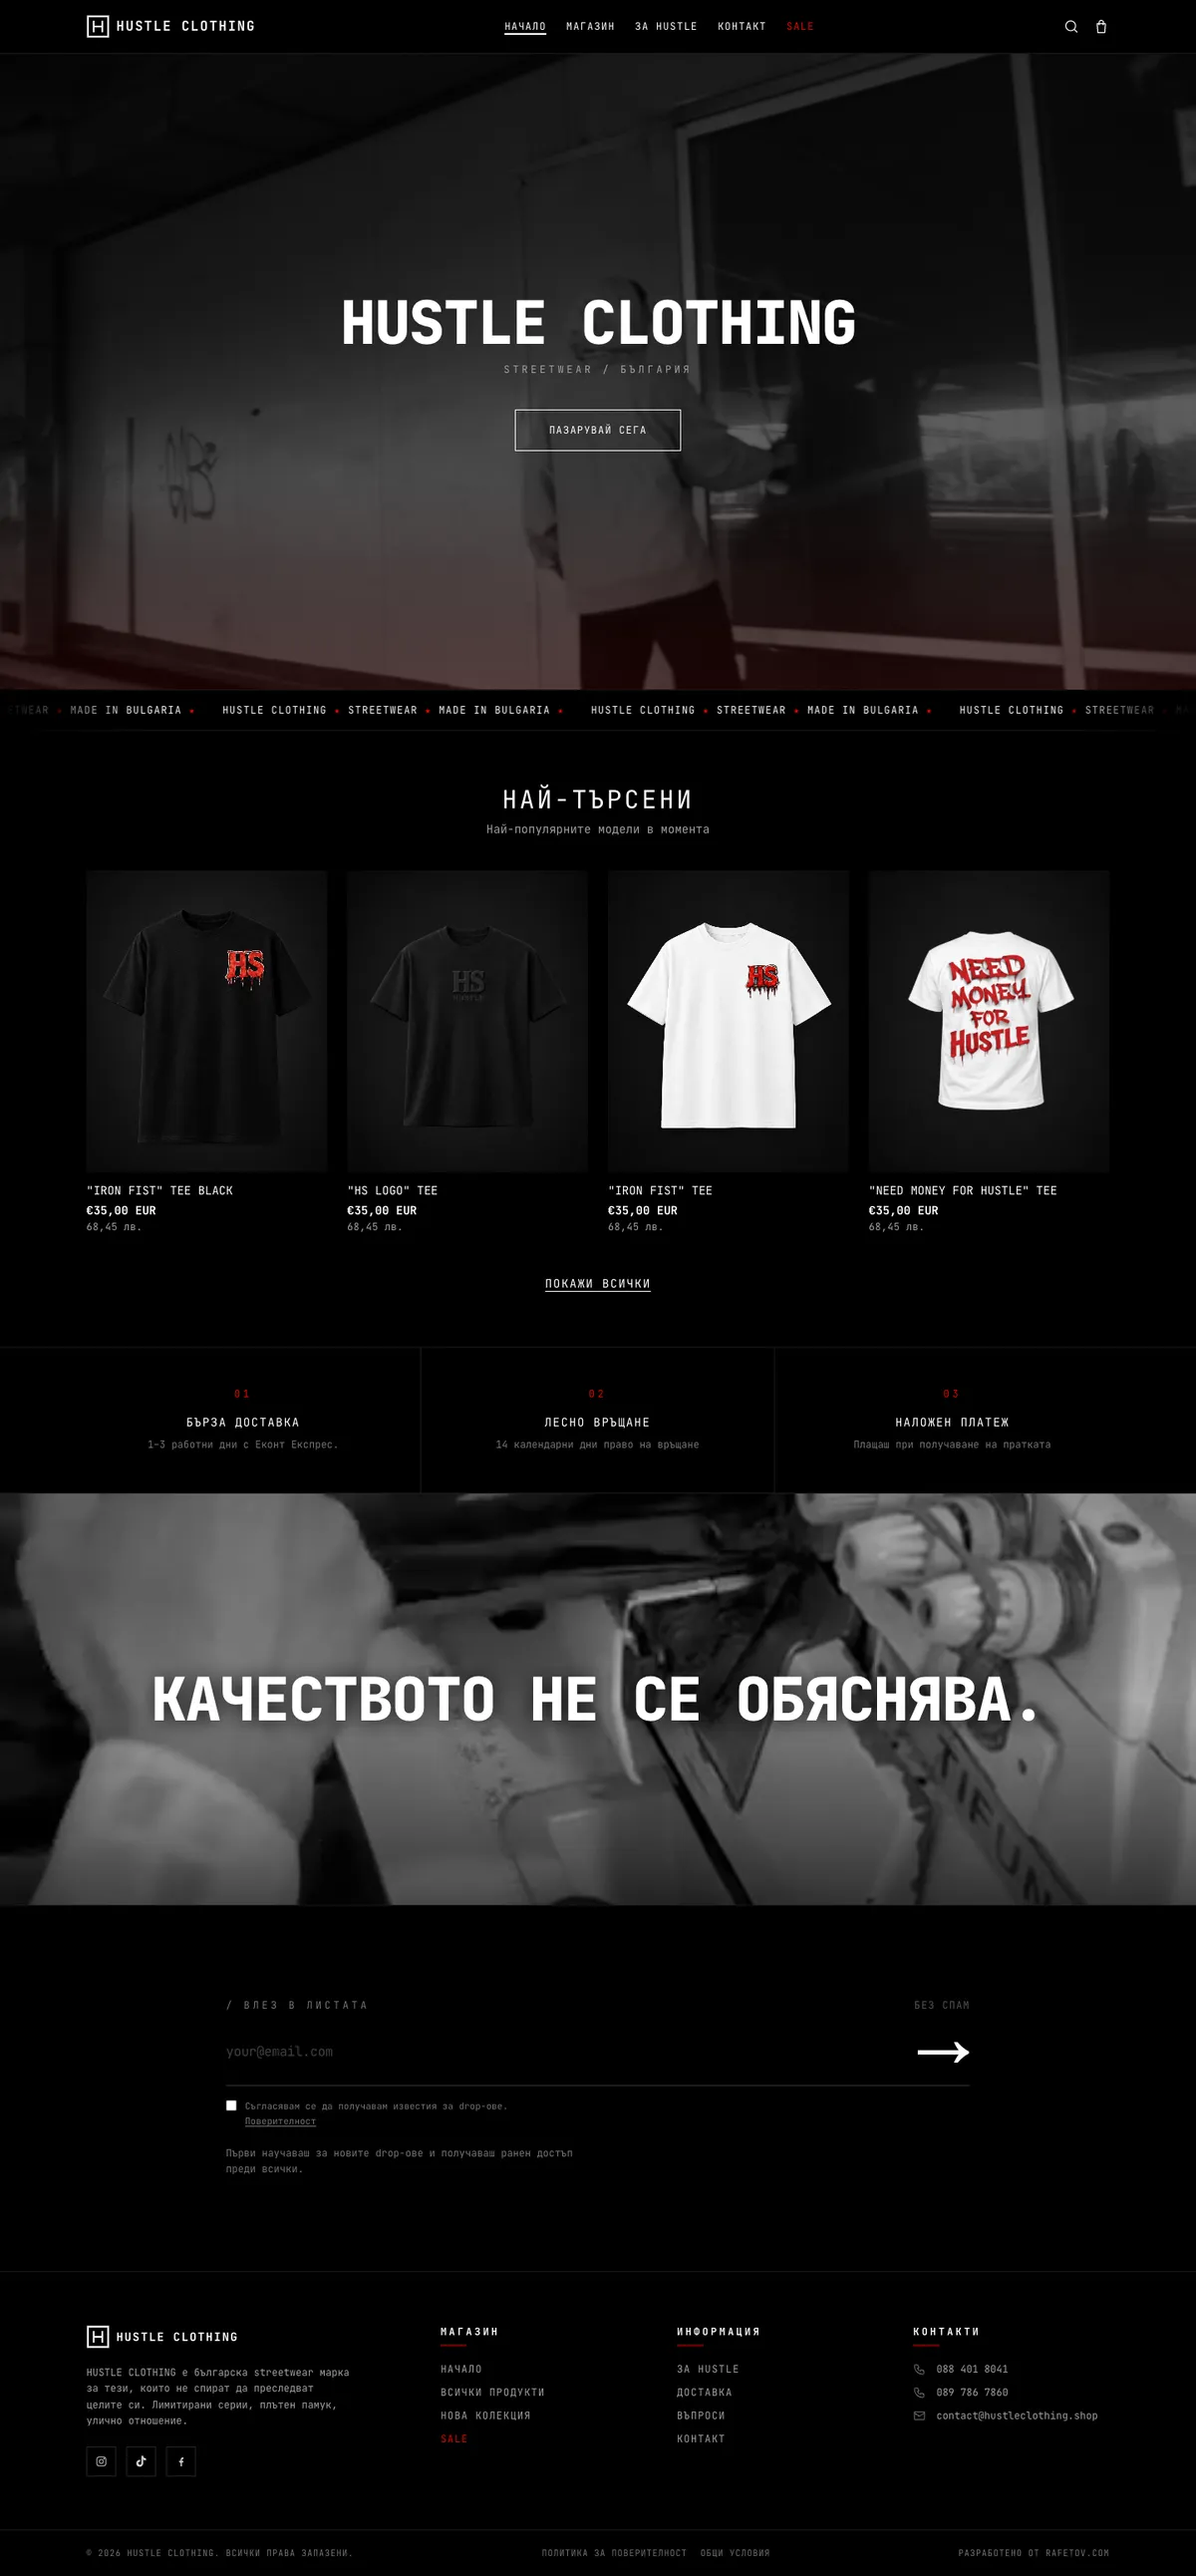 HUSTLE CLOTHING
НАЧАЛО МАГАЗИН ЗА HUSTLE КОНТАКТ SALE
HUSTLE CLOTHING
STREETWEAR / БЪЛГАРИЯ
ПАЗАРУВАЙ СЕГА
MADE IN BULGARIA • HUSTLE CLOTHING • STREETWEAR • MADE IN BULGARIA • HUSTLE CLOTHING • STREETWEAR • MADE IN BULGARIA • HUSTLE CLOTHING • STREETWEAR
НАЙ-ТЪРСЕНИ
Най-популярните модели в момента
HS
HS
HS
NEED
MONEY
FOR
HUSTLE
"IRON FIST" TEE BLACK
€35,00 EUR
68,45 лв.
"HS LOGO" TEE
€35,00 EUR
68,45 лв.
"IRON FIST" TEE
€35,00 EUR
68,45 лв.
"NEED MONEY FOR HUSTLE" TEE
€35,00 EUR
68,45 лв.
ПОКАЖИ ВСИЧКИ
01
БЪРЗА ДОСТАВКА
1-3 работни дни с Еконт Експрес.
02
ЛЕСНО ВРЪЩАНЕ
14 календарни дни право на връщане
03
НАЛОЖЕН ПЛАТЕЖ
Плащаш при получаване на пратката
КАЧЕСТВОТО НЕ СЕ ОБЯСНЯВА.
/ ВЛЕЗ В ЛИСТАТА
БЕЗ СПАМ
your@email.com
Съгласявам се да получавам известия за drop-ове.
Поверителност
Първи научаваш за новите drop-ове и получаваш ранен достъп
преди всички.
HUSTLE CLOTHING
HUSTLE CLOTHING е българска streetwear марка
за тези, които не спират да преследват
целите си. Лимитирани серии, плътен памук,
улично отношение.
МАГАЗИН
НАЧАЛО
ВСИЧКИ ПРОДУКТИ
НОВА КОЛЕКЦИЯ
SALE
ИНФОРМАЦИЯ
ЗА HUSTLE
ДОСТАВКА
ВЪПРОСИ
КОНТАКТ
КОНТАКТИ
088 401 8041
089 786 7860
contact@hustleclothing.shop
© 2026 HUSTLE CLOTHING. ВСИЧКИ ПРАВА ЗАПАЗЕНИ.
ПОЛИТИКА ЗА ПОВЕРИТЕЛНОСТ ОБЩИ УСЛОВИЯ
РАЗРАБОТЕНО ОТ RAFETOV.COM